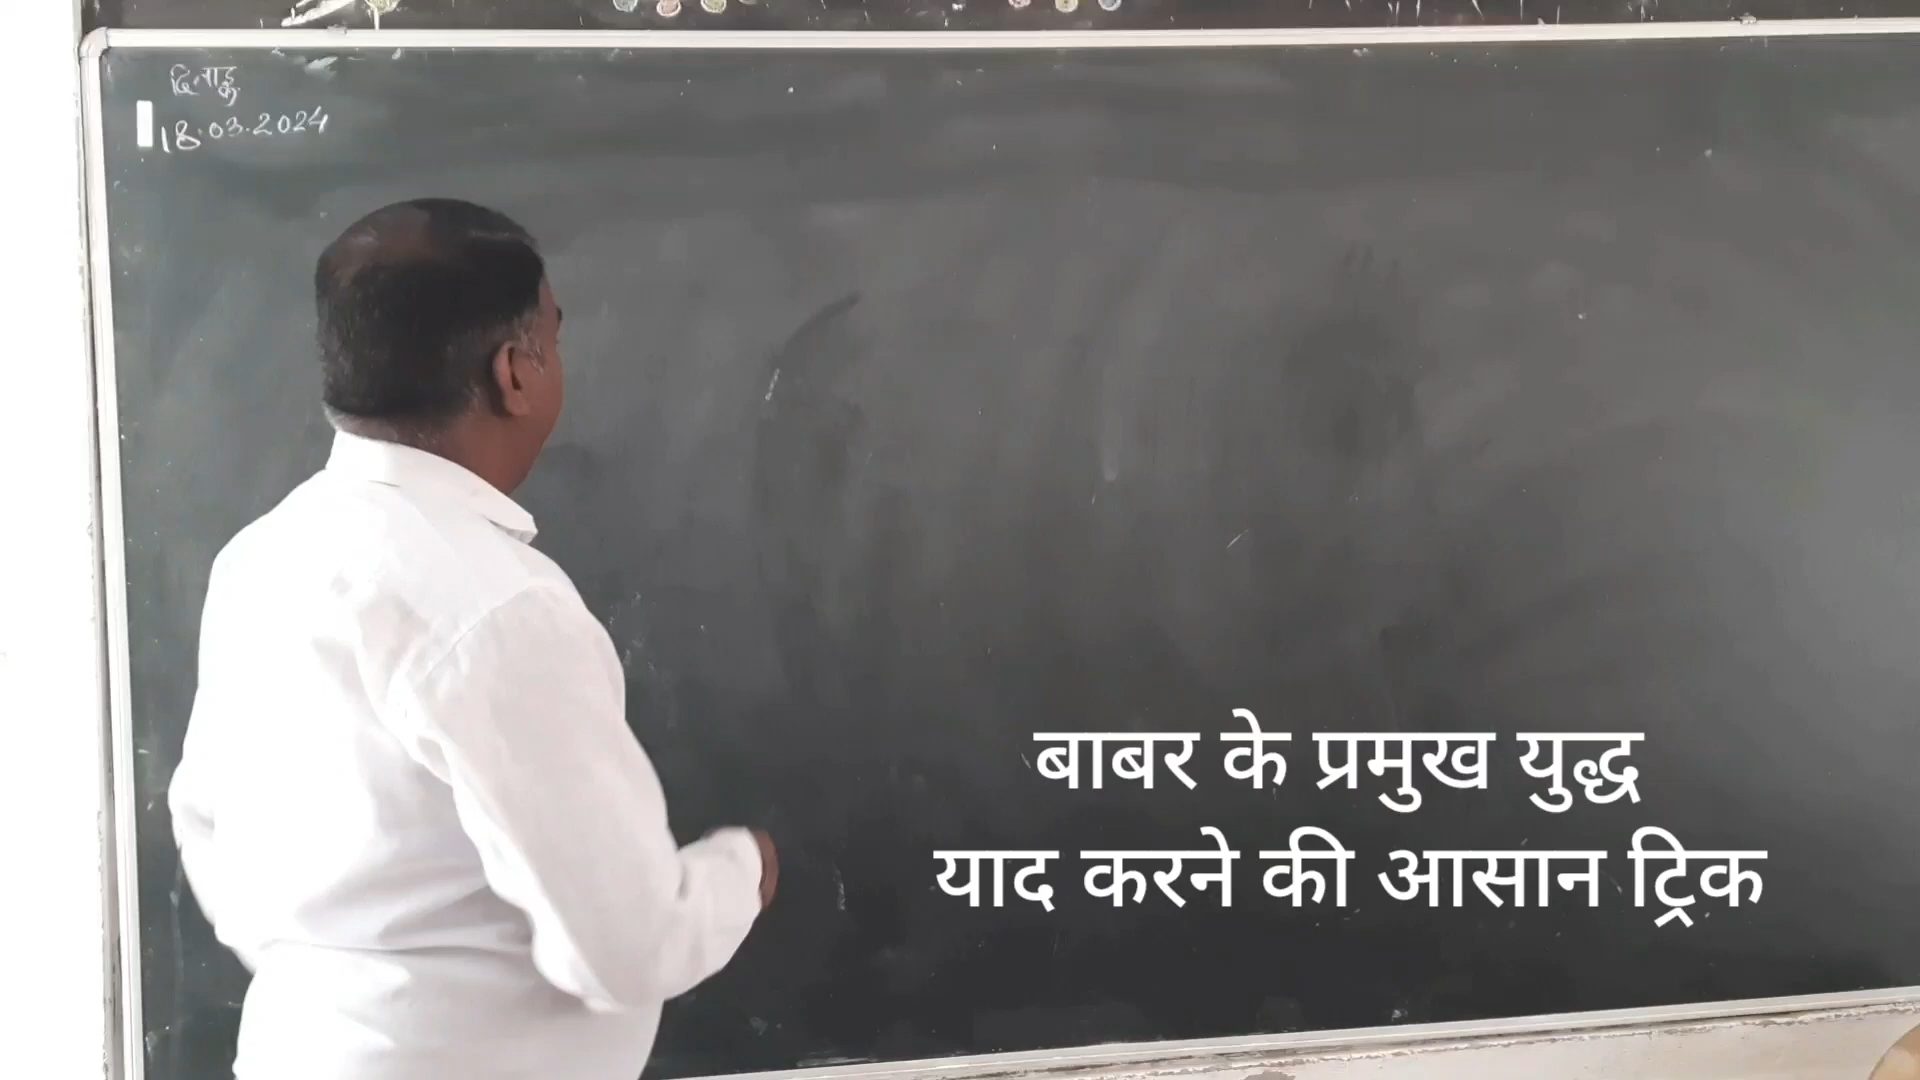 दिनाङ्क
18.03.2024
बाबर के प्रमुख युद्ध
याद करने की आसान ट्रिक